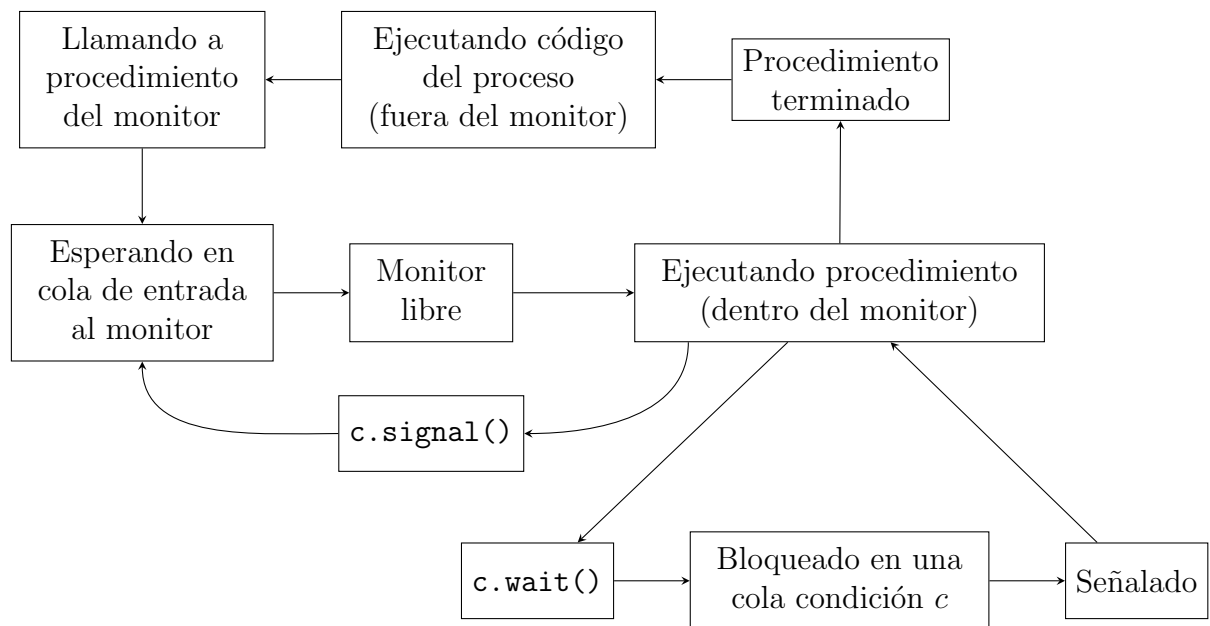 Llamando a
procedimiento
del monitor
Ejecutando código
del proceso
(fuera del monitor)
Procedimiento
terminado
Esperando en
cola de entrada
al monitor
Monitor
libre
Ejecutando procedimiento
(dentro del monitor)
c.signal()
c.wait()
Bloqueado en una
cola condición c
Señalado